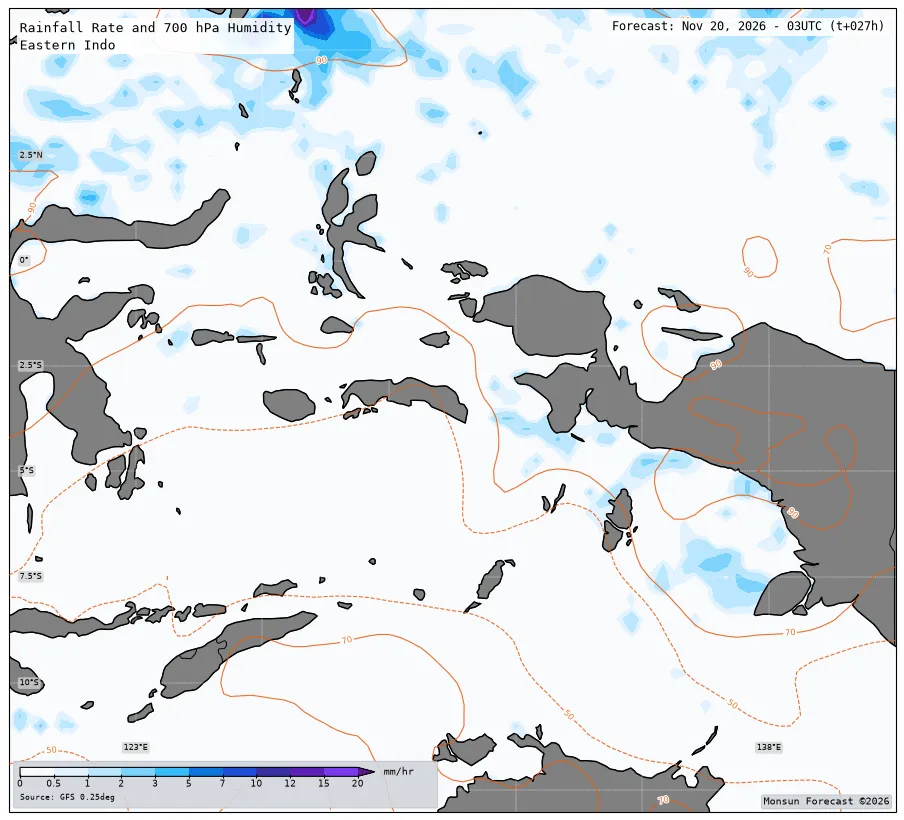 Rainfall Rate and 700 hPa Humidity
Eastern Indo
Forecast: Nov 20, 2026 - 03UTC (t+027h)
90
2.5°N
90
70
0°
90
2.5°S
90
5°S
90
7.5°S
70
70
10°S
50
50
50
123°E
138°E
mm/hr
0 0.5 1 2 3 5 7 10 12 15 20
70
Source: GFS 0.25deg
Monsun Forecast ©2026